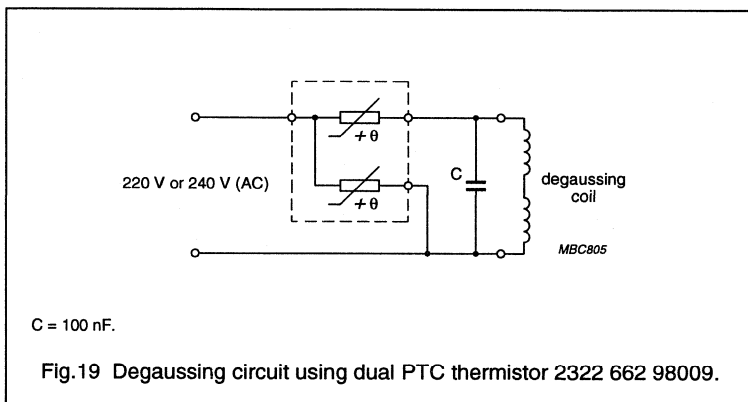 +θ
220 V or 240 V (AC)
+θ
C
degaussing
coil
MBC805
C = 100 nF.
Fig.19 Degaussing circuit using dual PTC thermistor 2322 662 98009.